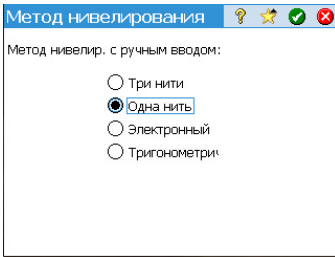 Метод нивелирования
Метод нивелир. с ручным вводом:
Три нити
Одна нить
Электронный
Тригонометрич